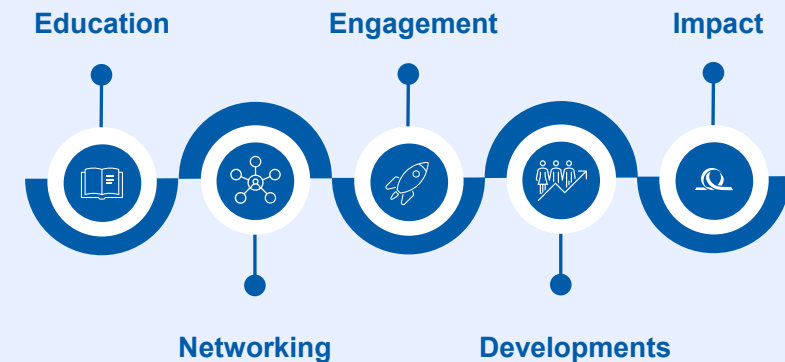 Education
Engagement
Impact
Networking
Developments